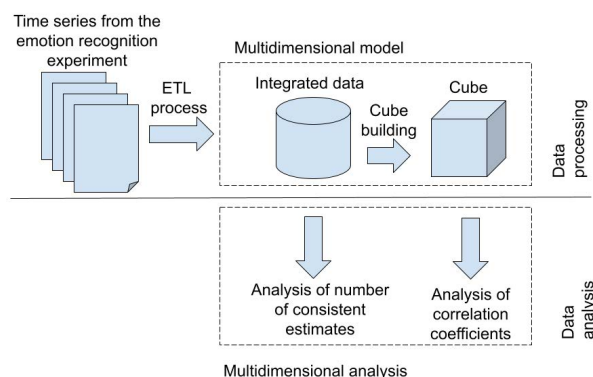 Time series from the
emotion recognition
experiment
ETL
process
Multidimensional model
Integrated data
Cube
building
Cube
Data
processing
Analysis of number
of consistent
estimates
Analysis of
correlation
coefficients
Data
analysis
Multidimensional analysis